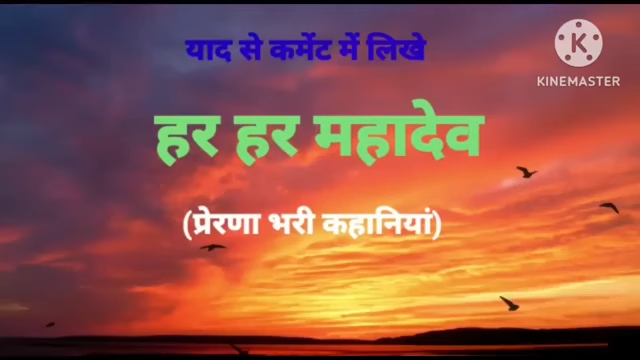 याद से कमेंट में लिखे
KINEMASTER
हर हर महादेव
(प्रेरणा भरी कहानियां)